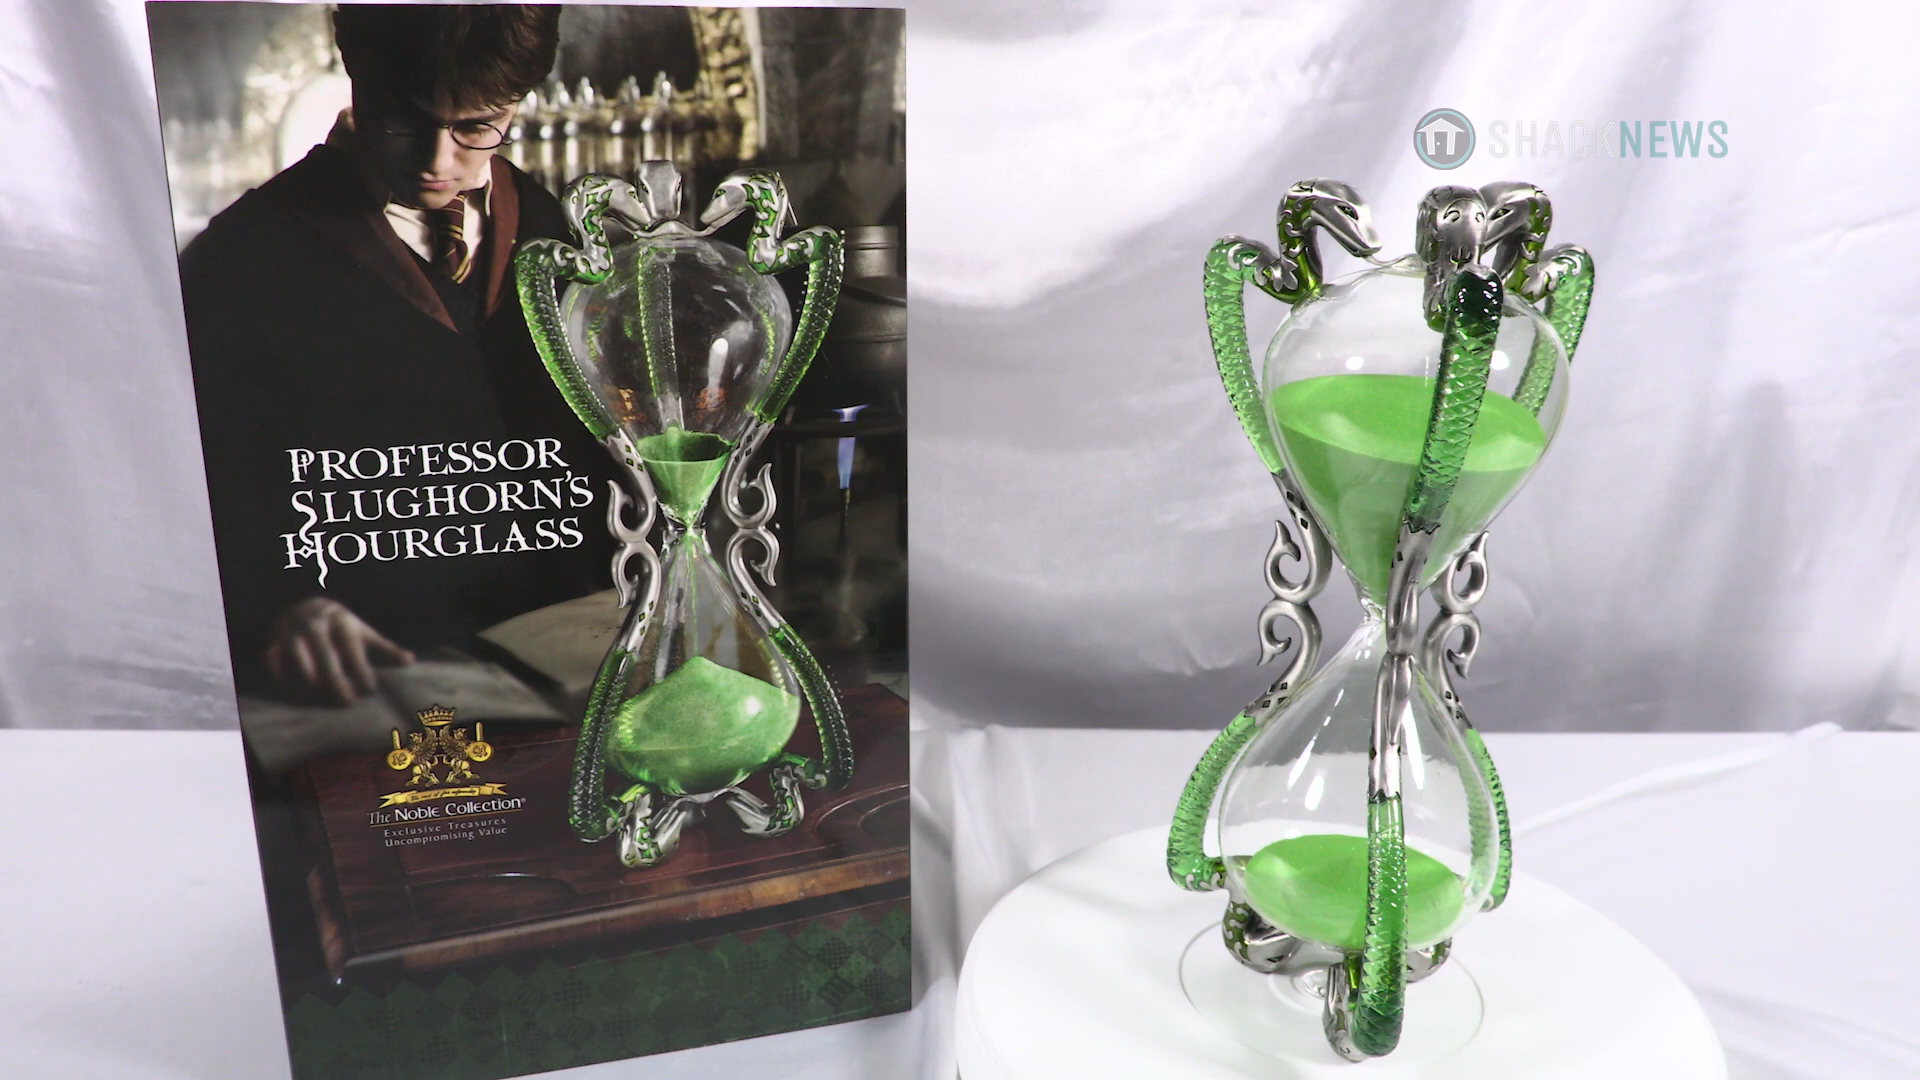 SHACKNEWS
PROFESSOR
SLUGHORN'S
HOURGLASS
The Noble Collection®
Exclusive Treasures
Uncompromising Value